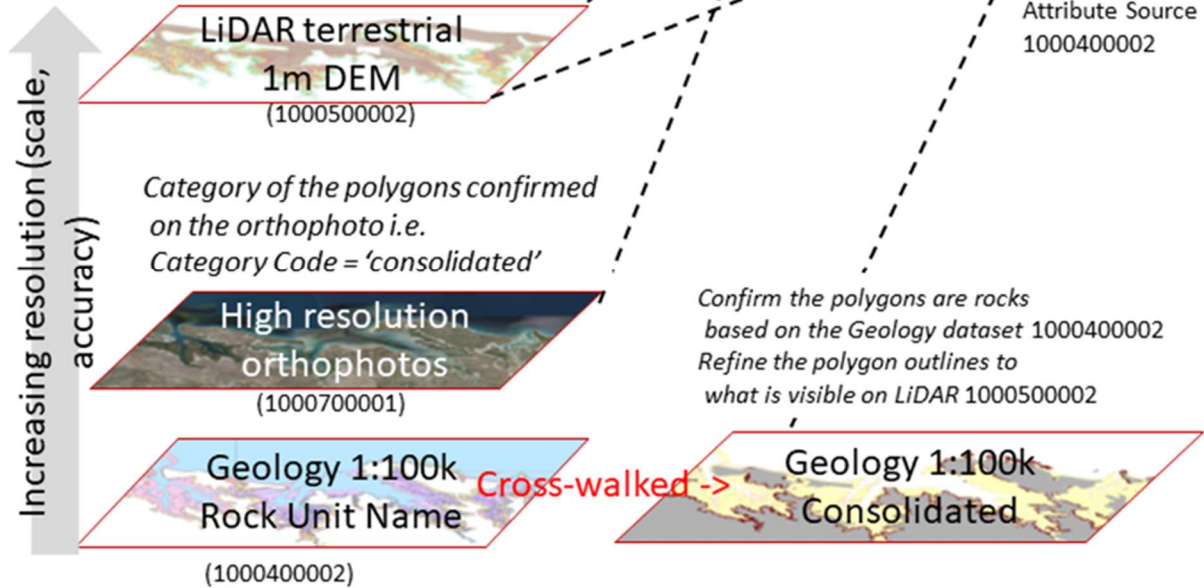 Attribute Source
1000400002
LiDAR terrestrial
1m DEM
(1000500002)
Increasing resolution (scale,
accuracy)
Category of the polygons confirmed
on the orthophoto i.e.
Category Code = ‘consolidated’
High resolution
orthophotos
(1000700001)
Confirm the polygons are rocks
based on the Geology dataset 1000400002
Refine the polygon outlines to
what is visible on LiDAR 1000500002
Geology 1:100k
Rock Unit Name
(1000400002)
Cross-walked ->
Geology 1:100k
Consolidated